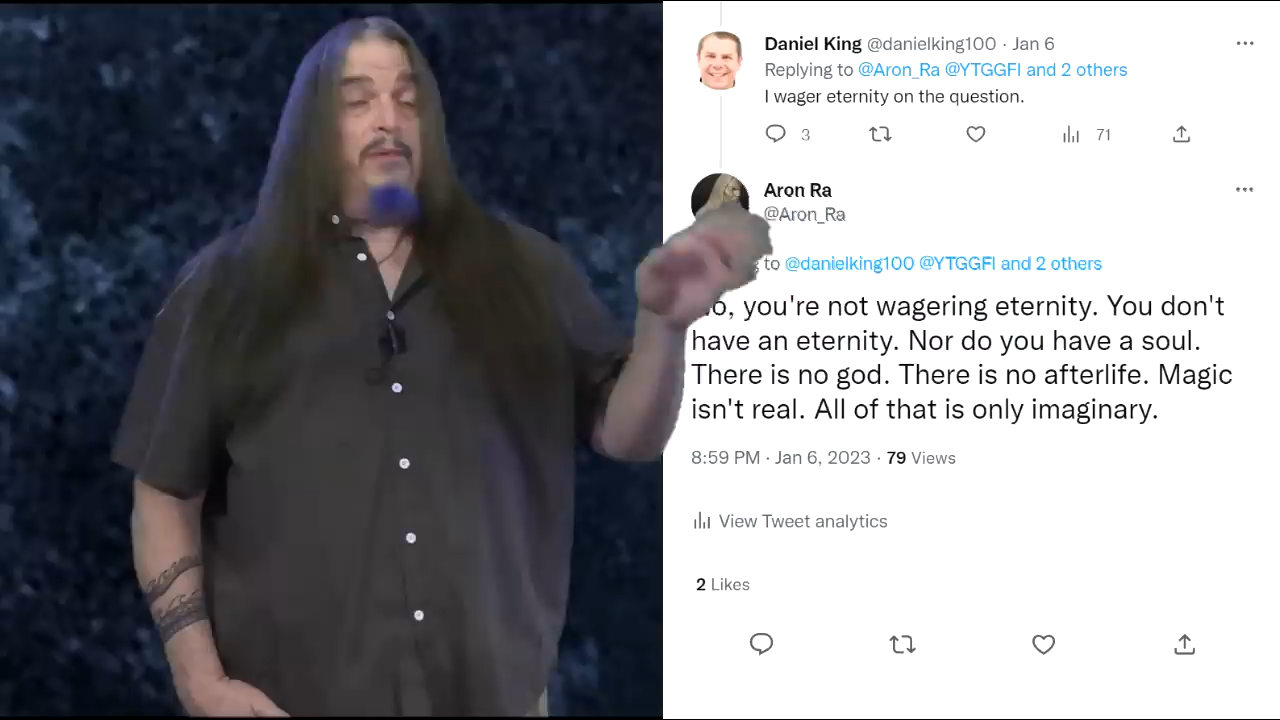 Daniel King @danielking100 · Jan 6
Replying to @Aron_Ra @YTGGFI and 2 others
I wager eternity on the question.
3 71
Aron Ra
@Aron_Ra
to @danielking100 @YTGGFI and 2 others
you're not wagering eternity. You don't
have an eternity. Nor do you have a soul.
There is no god. There is no afterlife. Magic
isn't real. All of that is only imaginary.
8:59 PM · Jan 6, 2023 · 79 Views
View Tweet analytics
2 Likes